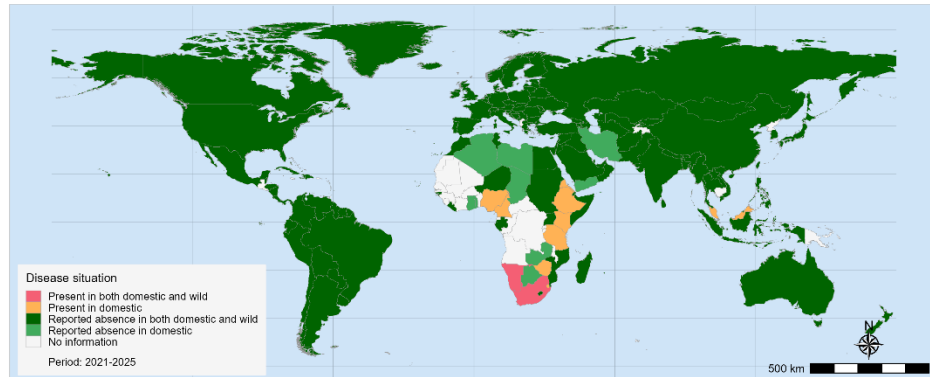 Disease situation
Present in both domestic and wild
Present in domestic
Reported absence in both domestic and wild
Reported absence in domestic
No information
Period: 2021-2025
N
500 km